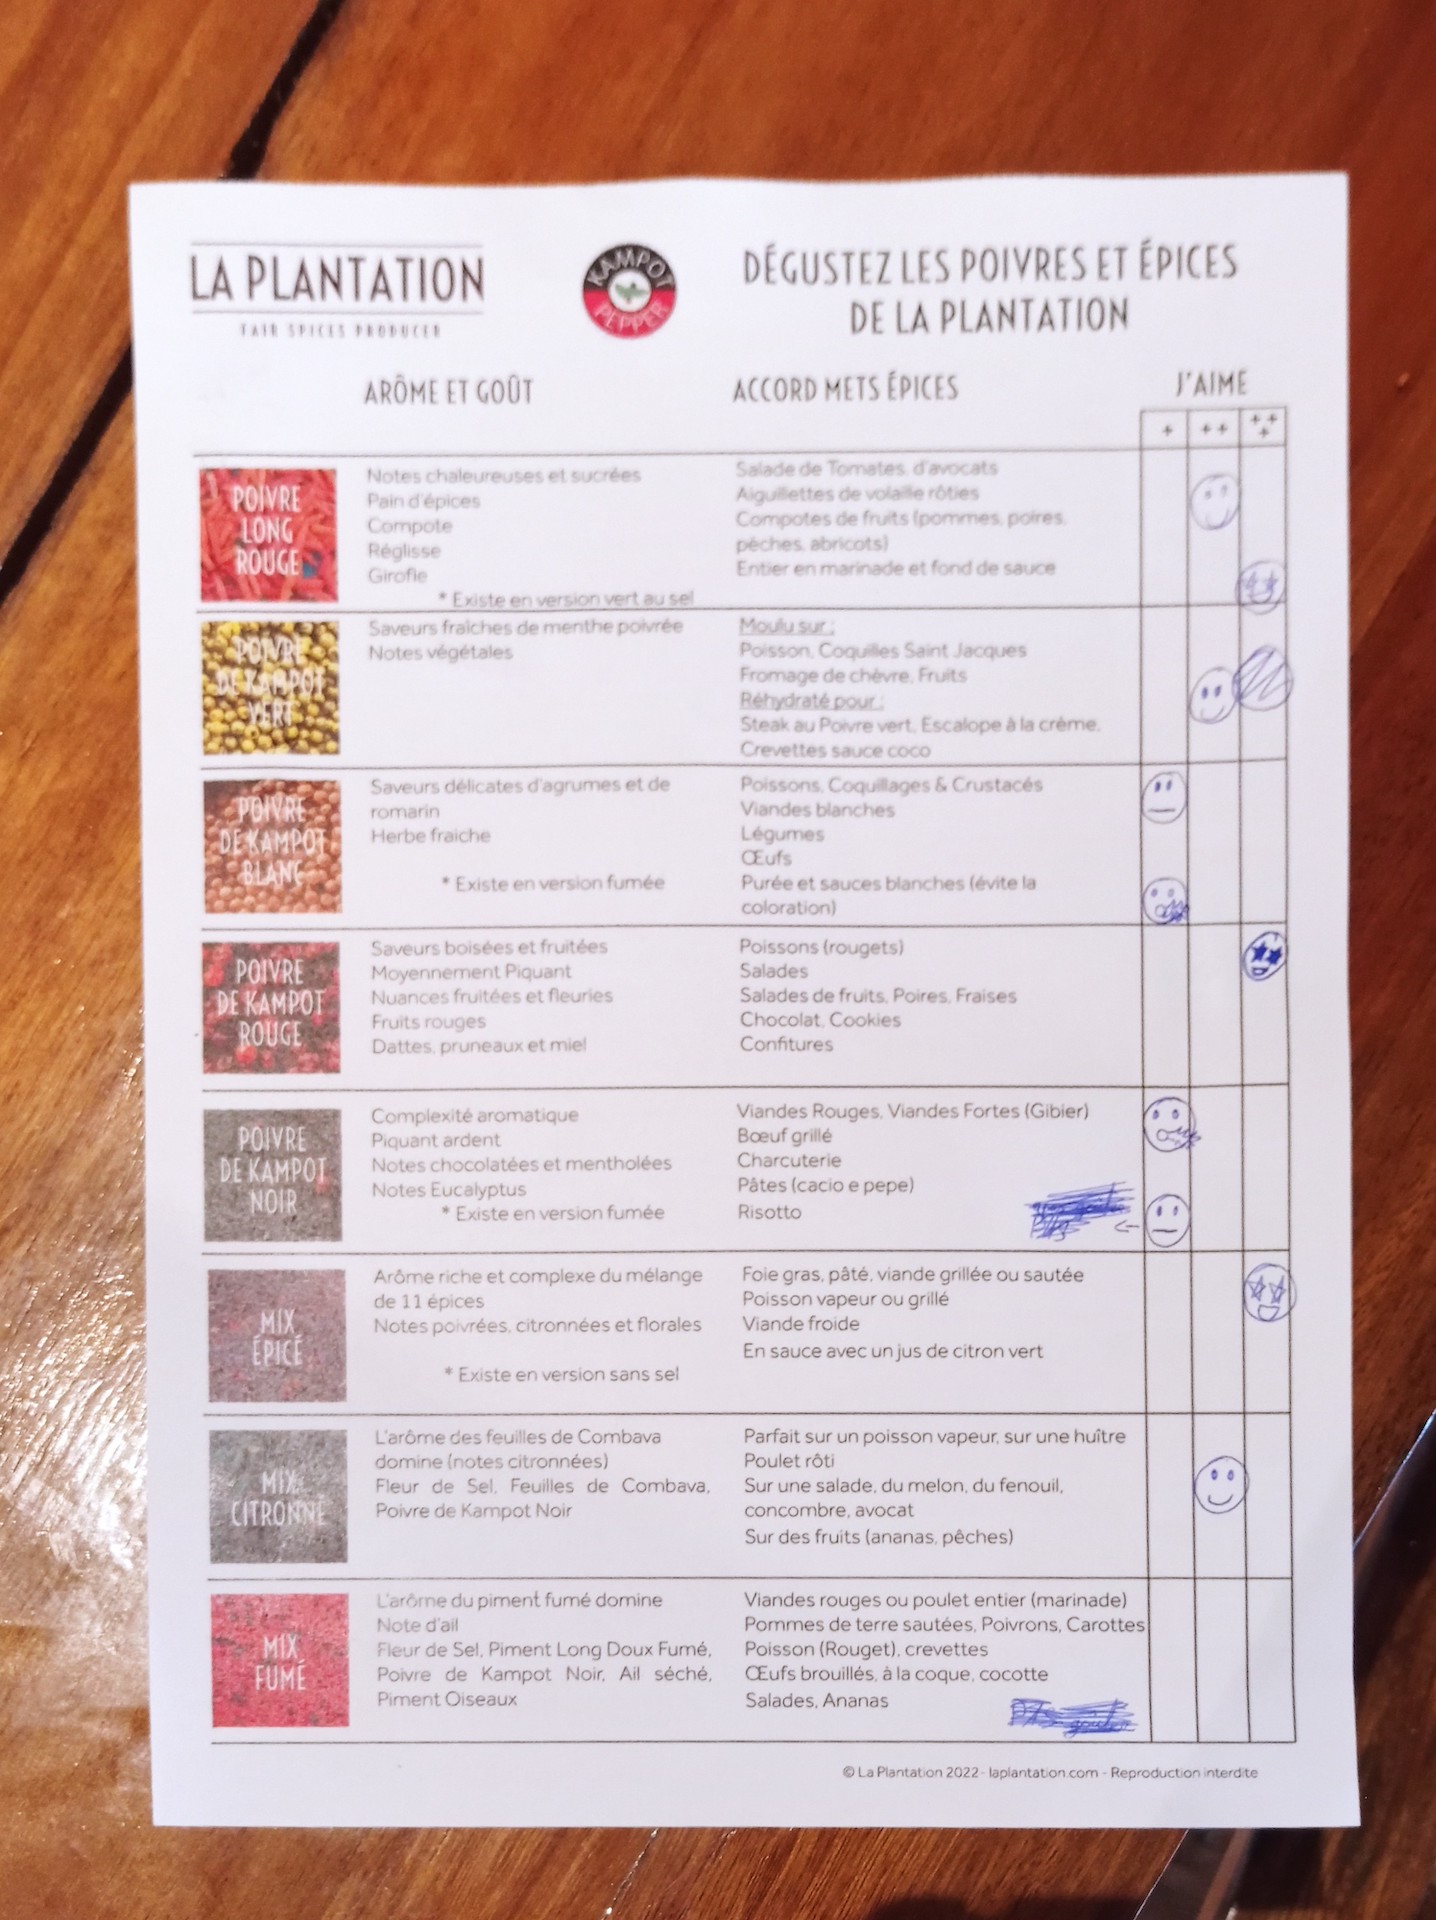 LA PLANTATION
FAIR SPICES PRODUCER
KAMPOT
PEPPER
DÉGUSTEZ LES POIVRES ET ÉPICES
DE LA PLANTATION
ARÔME ET GOÛT
ACCORD METS ÉPICES
J'AIME
+
++
+++
POIVRE
LONG
ROUGE
Notes chaleureuses et sucrées
Pain d'épices
Compote
Réglisse
Girofle
* Existe en version vert au sel
Salade de Tomates, d'avocats
Aiguillettes de volaille rôties
Compotes de fruits (pommes, poires,
pêches, abricots)
Entier en marinade et fond de sauce
POIVRE
DE KAMPOT
VERT
Saveurs fraîches de menthe poivrée
Notes végétales
Moulu sur :
Poisson, Coquilles Saint Jacques
Fromage de chèvre, Fruits
Réhydraté pour :
Steak au Poivre vert, Escalope à la crème,
Crevettes sauce coco
POIVRE
DE KAMPOT
BLANC
Saveurs délicates d'agrumes et de
romarin
Herbe fraiche
* Existe en version fumée
Poissons, Coquillages & Crustacés
Viandes blanches
Légumes
Œufs
Purée et sauces blanches (évite la
coloration)
POIVRE
DE KAMPOT
ROUGE
Saveurs boisées et fruitées
Moyennement Piquant
Nuances fruitées et fleuries
Fruits rouges
Dattes, pruneaux et miel
Poissons (rougets)
Salades
Salades de fruits, Poires, Fraises
Chocolat, Cookies
Confitures
POIVRE
DE KAMPOT
NOIR
Complexité aromatique
Piquant ardent
Notes chocolatées et mentholées
Notes Eucalyptus
* Existe en version fumée
Viandes Rouges, Viandes Fortes (Gibier)
Bœuf grillé
Charcuterie
Pâtes (cacio e pepe)
Risotto
MIX
ÉPICÉ
Arôme riche et complexe du mélange
de 11 épices
Notes poivrées, citronnées et florales
* Existe en version sans sel
Foie gras, pâté, viande grillée ou sautée
Poisson vapeur ou grillé
Viande froide
En sauce avec un jus de citron vert
MIX
CITRONNÉ
L'arôme des feuilles de Combava
domine (notes citronnées)
Fleur de Sel, Feuilles de Combava,
Poivre de Kampot Noir
Parfait sur un poisson vapeur, sur une huître
Poulet rôti
Sur une salade, du melon, du fenouil,
concombre, avocat
Sur des fruits (ananas, pêches)
MIX
FUMÉ
L'arôme du piment fumé domine
Note d'ail
Fleur de Sel, Piment Long Doux Fumé,
Poivre de Kampot Noir, Ail séché,
Piment Oiseaux
Viandes rouges ou poulet entier (marinade)
Pommes de terre sautées, Poivrons, Carottes
Poisson (Rouget), crevettes
Œufs brouillés, à la coque, cocotte
Salades, Ananas
© La Plantation 2022- laplantation.com - Reproduction interdite